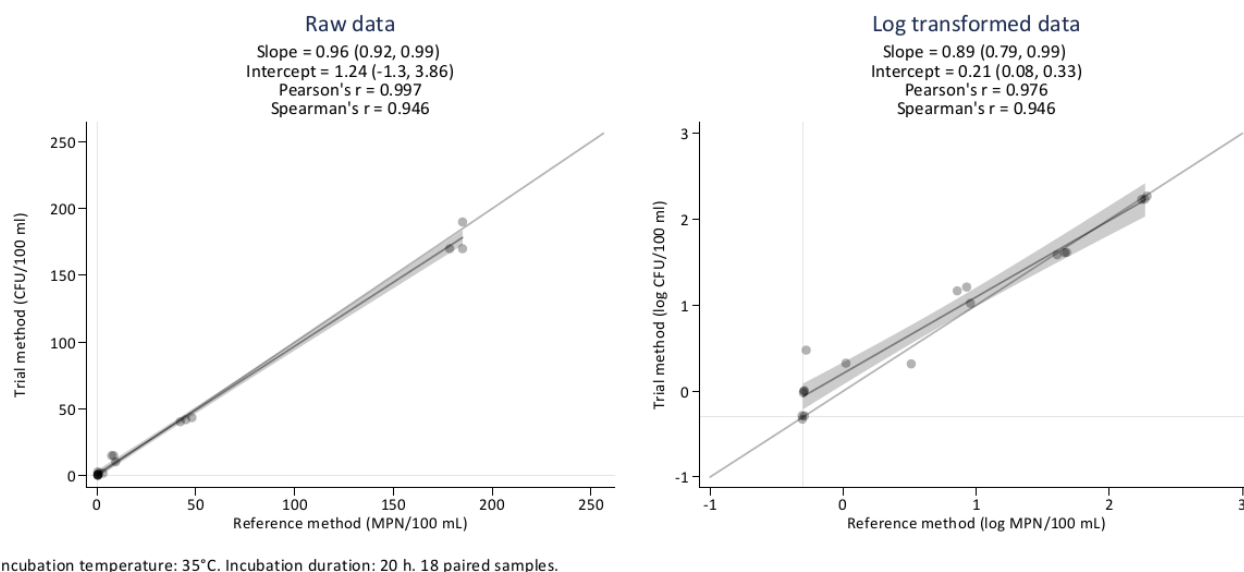 Raw data
Slope = 0.96 (0.92, 0.99)
Intercept = 1.24 (-1.3, 3.86)
Pearson's r = 0.997
Spearman's r = 0.946
Trial method (CFU/100 ml)
250
200
150
100
50
0
0 50 100 150 200 250
Reference method (MPN/100 mL)
Log transformed data
Slope = 0.89 (0.79, 0.99)
Intercept = 0.21 (0.08, 0.33)
Pearson's r = 0.976
Spearman's r = 0.946
Trial method (log CFU/100 ml)
3
2
1
0
-1
-1 0 1 2 3
Reference method (log MPN/100 mL)
ncubation temperature: 35°C. Incubation duration: 20 h. 18 paired samples.